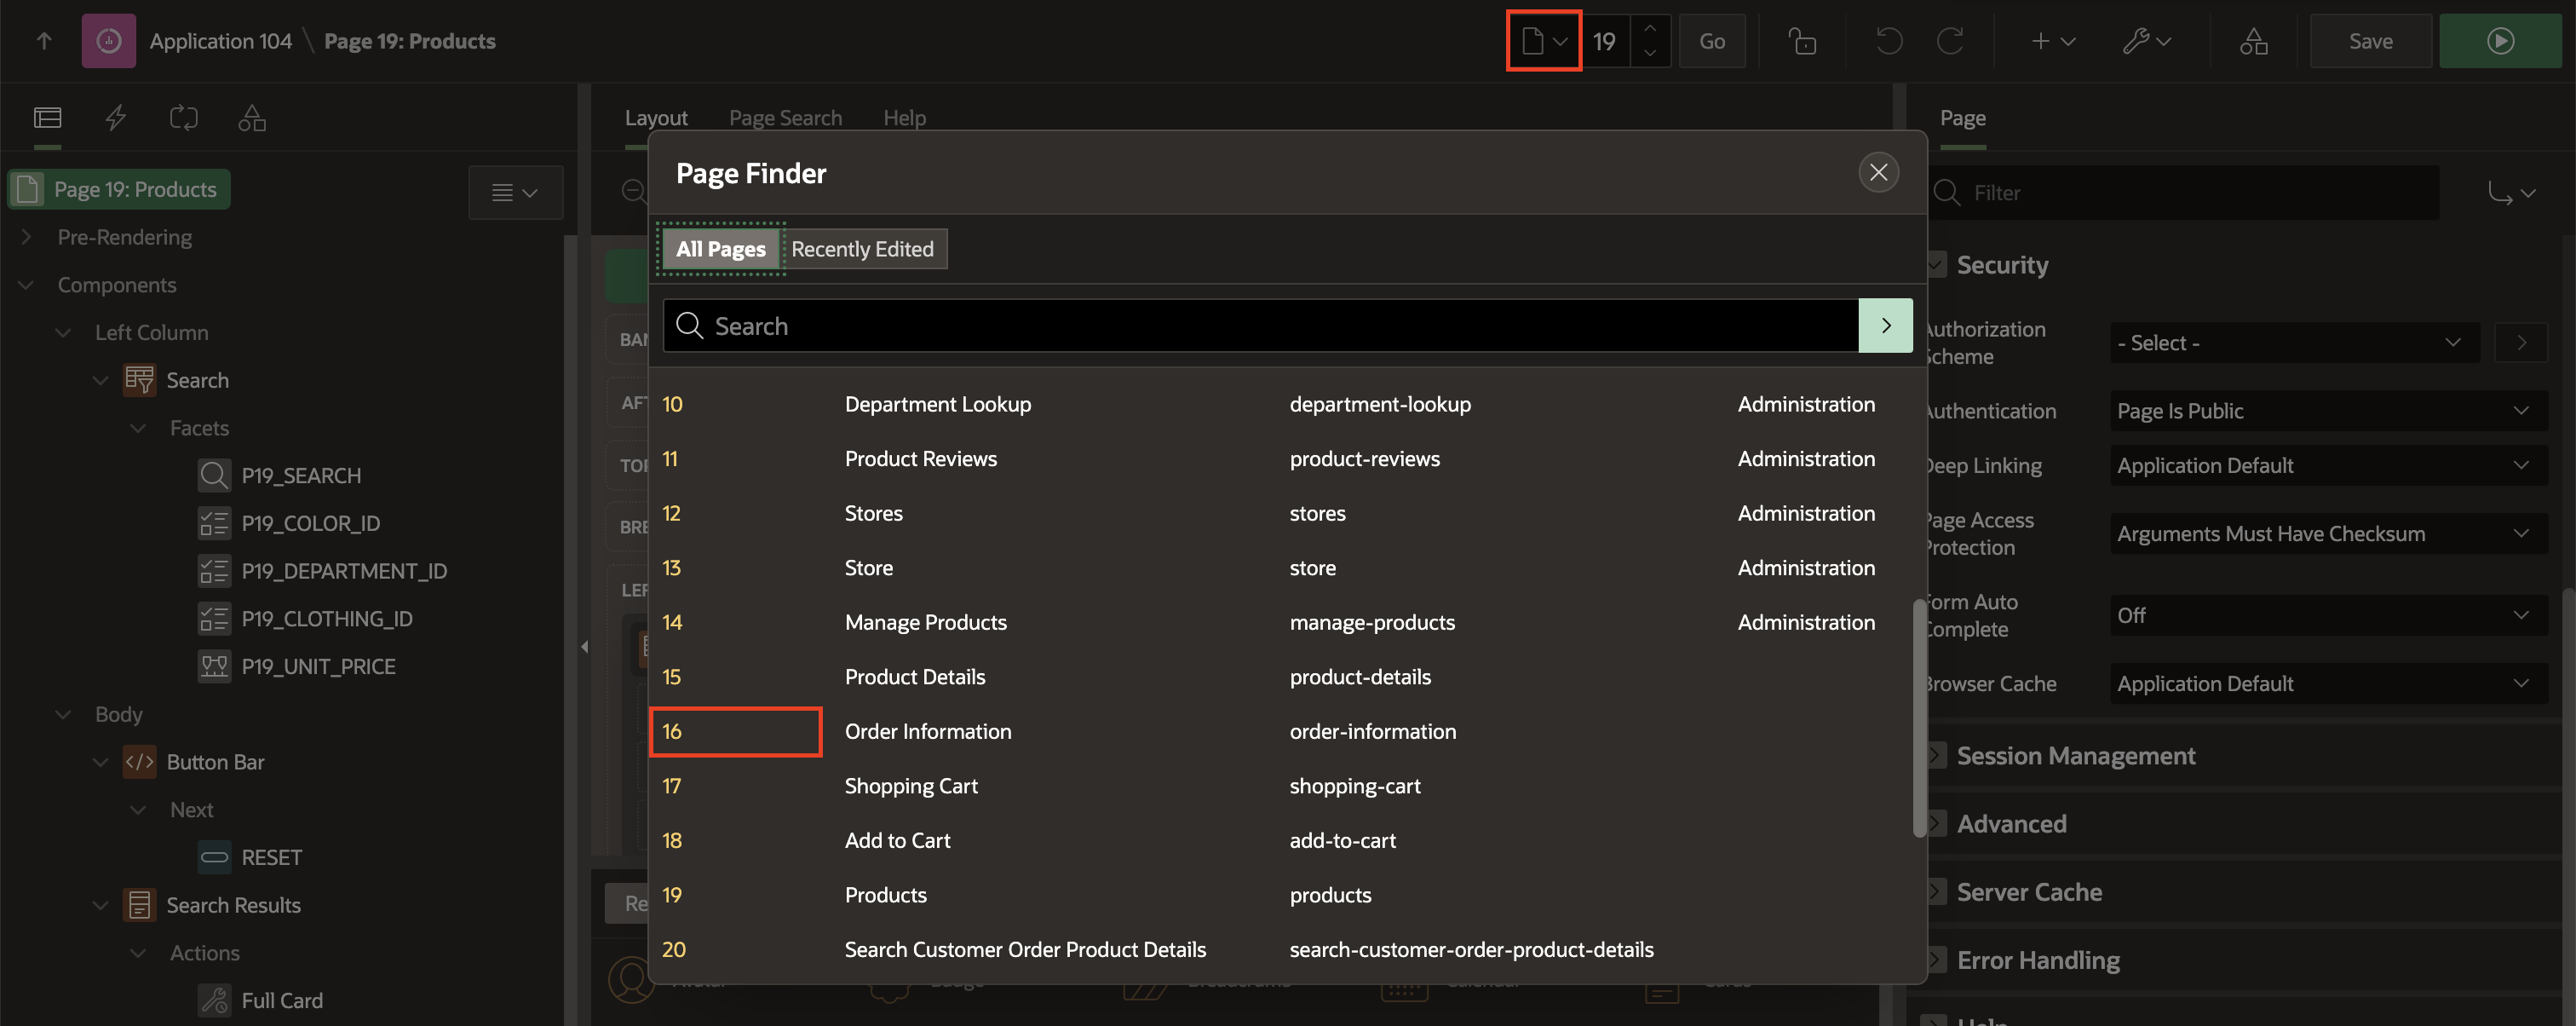 Application 104 \ Page 19: Products
19
Go
Save
Page 19: Products
Pre-Rendering
Components
Left Column
Search
Facets
P19_SEARCH
P19_COLOR_ID
P19_DEPARTMENT_ID
P19_CLOTHING_ID
P19_UNIT_PRICE
Body
Button Bar
Next
RESET
Search Results
Actions
Full Card
Layout Page Search Help
BAN
AFT
TOP
BRE
LEF
Re
Page Finder
All Pages Recently Edited
Search
10 Department Lookup department-lookup Administration
11 Product Reviews product-reviews Administration
12 Stores stores Administration
13 Store store Administration
14 Manage Products manage-products Administration
15 Product Details product-details
16 Order Information order-information
17 Shopping Cart shopping-cart
18 Add to Cart add-to-cart
19 Products products
20 Search Customer Order Product Details search-customer-order-product-details
Page
Filter
Security
Authorization
Scheme
- Select -
Authentication Page Is Public
Deep Linking Application Default
Page Access
Protection
Arguments Must Have Checksum
Form Auto
Complete
Off
Browser Cache Application Default
Session Management
Advanced
Server Cache
Error Handling